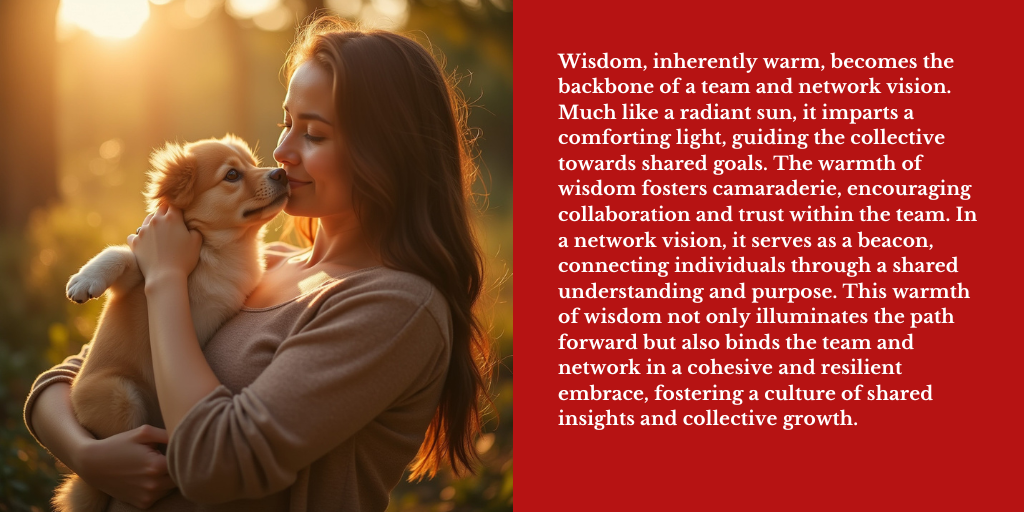 Wisdom, inherently warm, becomes the
backbone of a team and network vision.
Much like a radiant sun, it imparts a
comforting light, guiding the collective
towards shared goals. The warmth of
wisdom fosters camaraderie, encouraging
collaboration and trust within the team. In
a network vision, it serves as a beacon,
connecting individuals through a shared
understanding and purpose. This warmth
of wisdom not only illuminates the path
forward but also binds the team and
network in a cohesive and resilient
embrace, fostering a culture of shared
insights and collective growth.